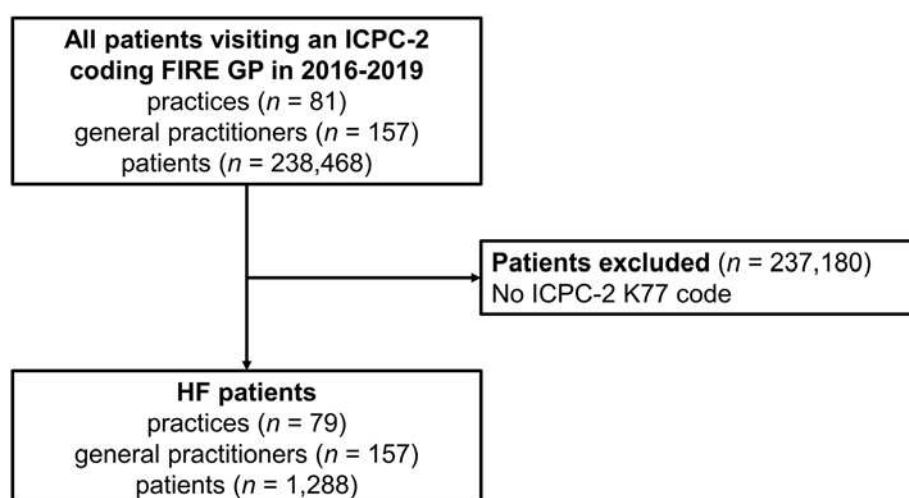 All patients visiting an ICPC-2
coding FIRE GP in 2016-2019
practices (n = 81)
general practitioners (n = 157)
patients (n = 238,468)
Patients excluded (n = 237,180)
No ICPC-2 K77 code
HF patients
practices (n = 79)
general practitioners (n = 157)
patients (n = 1,288)